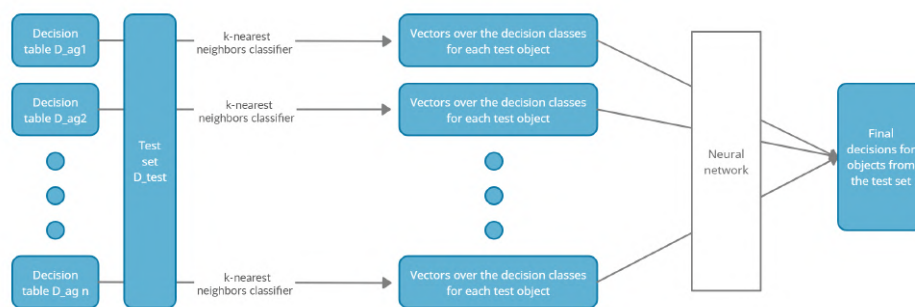 Decision
table D_ag1
k-nearest
neighbors classifier
Vectors over the decision classes
for each test object
Decision
table D_ag2
k-nearest
neighbors classifier
Vectors over the decision classes
for each test object
Test
set
D_test
Neural
network
Final
decisions for
objects from
the test set
Decision
table D_ag n
k-nearest
neighbors classifier
Vectors over the decision classes
for each test object